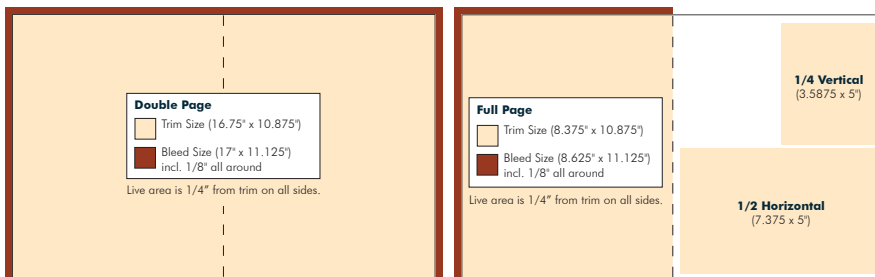 Double Page
Trim Size (16.75" x 10.875")
Bleed Size (17" x 11.125")
incl. 1/8" all around
Live area is 1/4” from trim on all sides.
Full Page
Trim Size (8.375" x 10.875")
Bleed Size (8.625" x 11.125")
incl. 1/8" all around
Live area is 1/4” from trim on all sides.
1/4 Vertical
(3.5875 x 5")
1/2 Horizontal
(7.375 x 5")